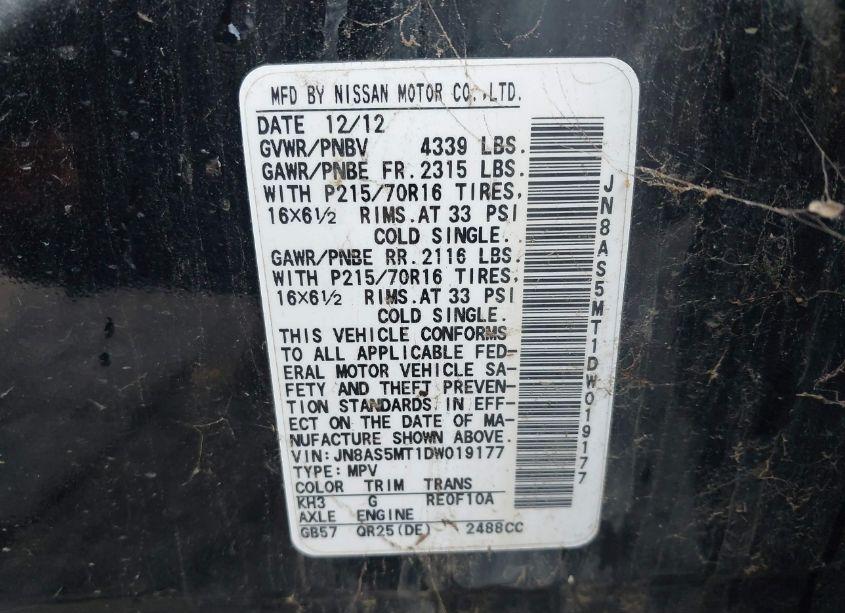 MFD BY NISSAN MOTOR CO.,LTD.
DATE 12/12
GVWR/PNBV 4339 LBS.
GAWR/PNBE FR. 2315 LBS.
WITH P215/70R16 TIRES,
16X6½ RIMS.AT 33 PSI
COLD SINGLE.
GAWR/PNBE RR. 2116 LBS.
WITH P215/70R16 TIRES,
16X6½ RIMS.AT 33 PSI
COLD SINGLE.
THIS VEHICLE CONFORMS
TO ALL APPLICABLE FED-
ERAL MOTOR VEHICLE SA-
FETY AND THEFT PREVEN-
TION STANDARDS IN EFF-
ECT ON THE DATE OF MA-
NUFACTURE SHOWN ABOVE.
VIN: JN8AS5MT1DW019177
TYPE: MPV
COLOR TRIM TRANS
KH3 G RE0F10A
AXLE ENGINE
GB57 QR25(DE) 2488CC
JN8AS5MT1DW019177